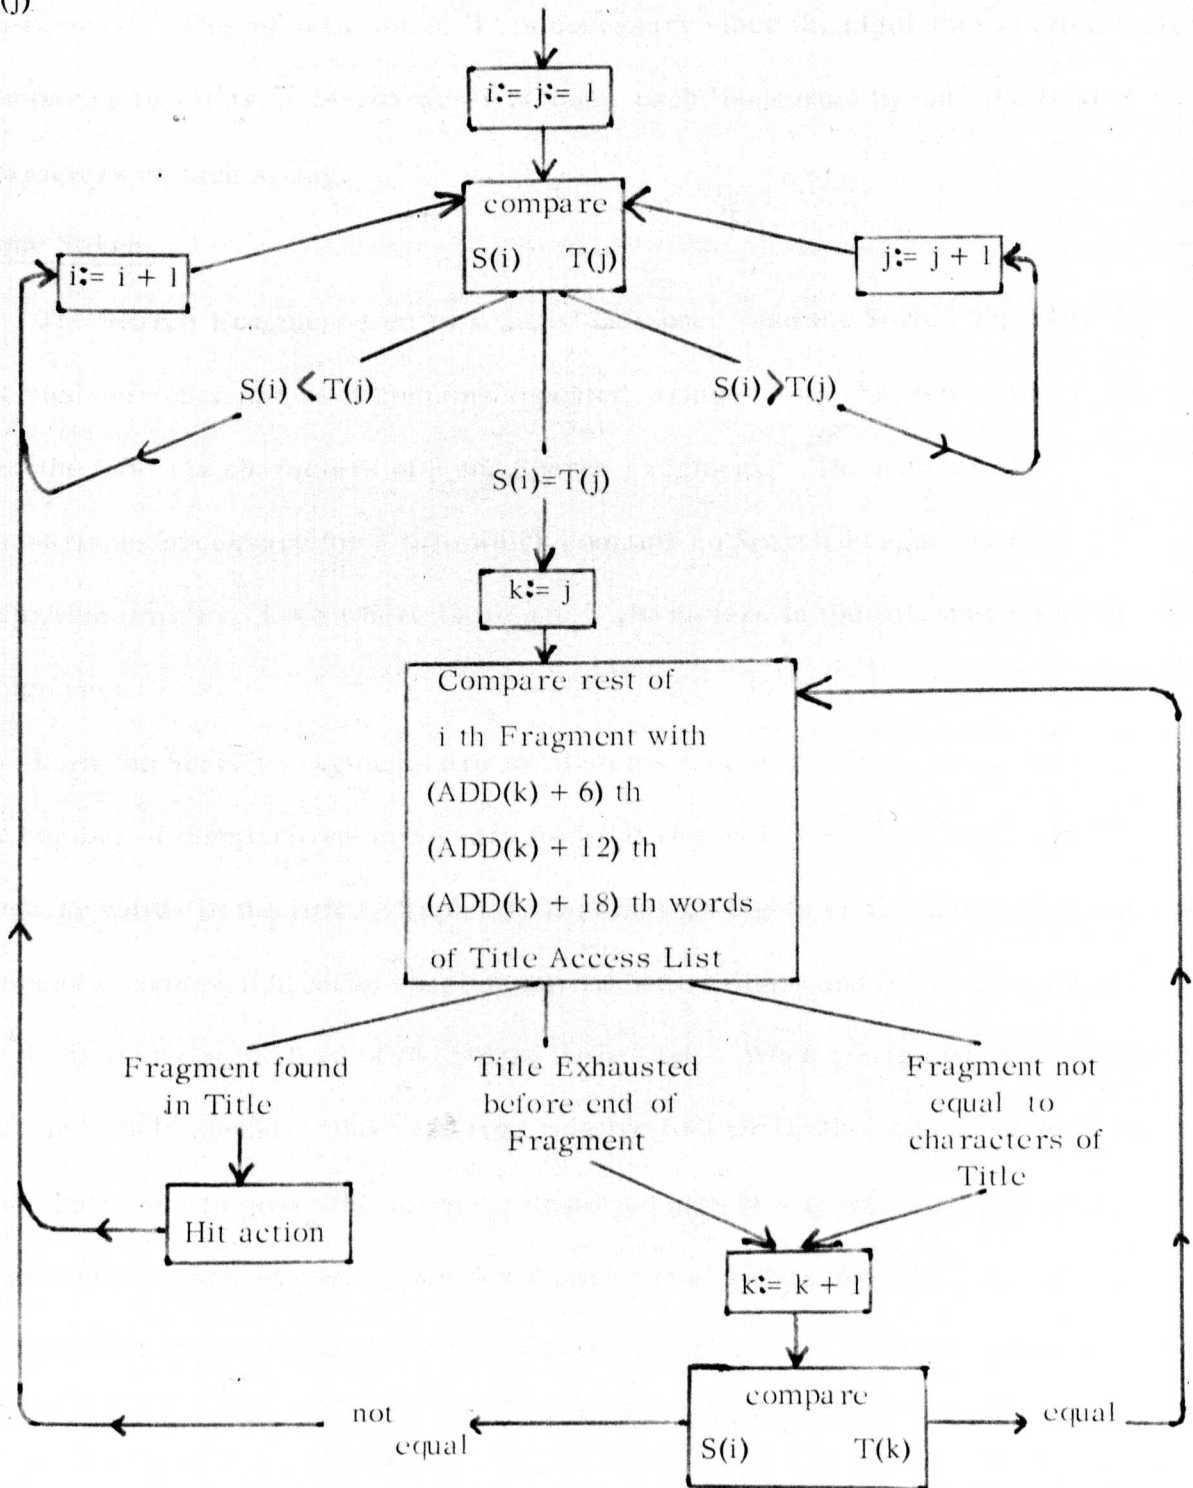 (j)
i:= j:= 1
compare
S(i) T(j)
i:= i + 1
j:= j + 1
S(i) < T(j)
S(i) > T(j)
S(i)=T(j)
k:= j
Compare rest of
i th Fragment with
(ADD(k) + 6) th
(ADD(k) + 12) th
(ADD(k) + 18) th words
of Title Access List
Fragment found
in Title
Title Exhausted
before end of
Fragment
Fragment not
equal to
characters of
Title
Hit action
k:= k + 1
compare
S(i) T(k)
not
equal
equal